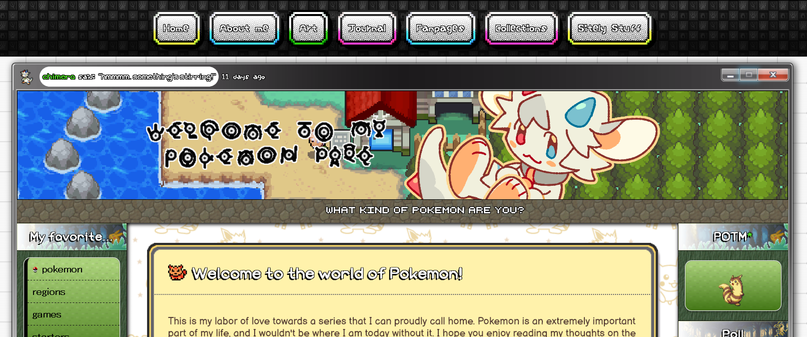 Home
About me
Art
Journal
Fanpages
Collections
Sitely Stuff
chimera says "hmmm. something's stirring" 11 days ago
WELCOME TO MY
POKEMON PAGE
WHAT KIND OF POKEMON ARE YOU?
My favorite...
pokemon
regions
games
starters
Welcome to the world of Pokemon!
This is my labor of love towards a series that I can proudly call home. Pokemon is an extremely important
part of my life, and I wouldn't be where I am today without it. I hope you enjoy reading my thoughts on the
POTM
Poll